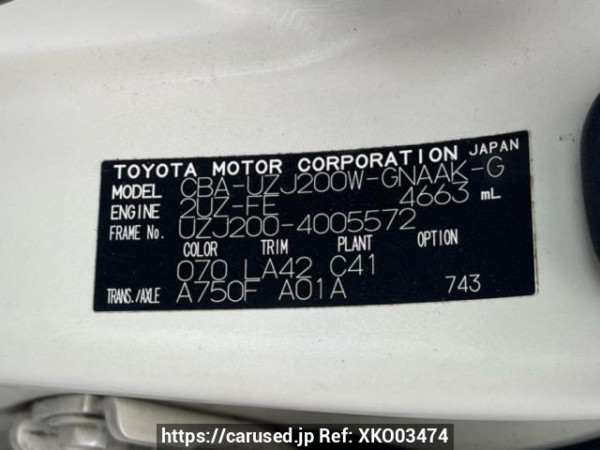 TOYOTA MOTOR CORPORATION JAPAN
MODEL CBA-UZJ200W-GNAAK-G
ENGINE 2UZ-FE 4663 mL
FRAME No. UZJ200-4005572
COLOR TRIM PLANT OPTION
070 LA42 C41
TRANS./AXLE A750F A01A 743
https://carused.jp Ref: XKO03474